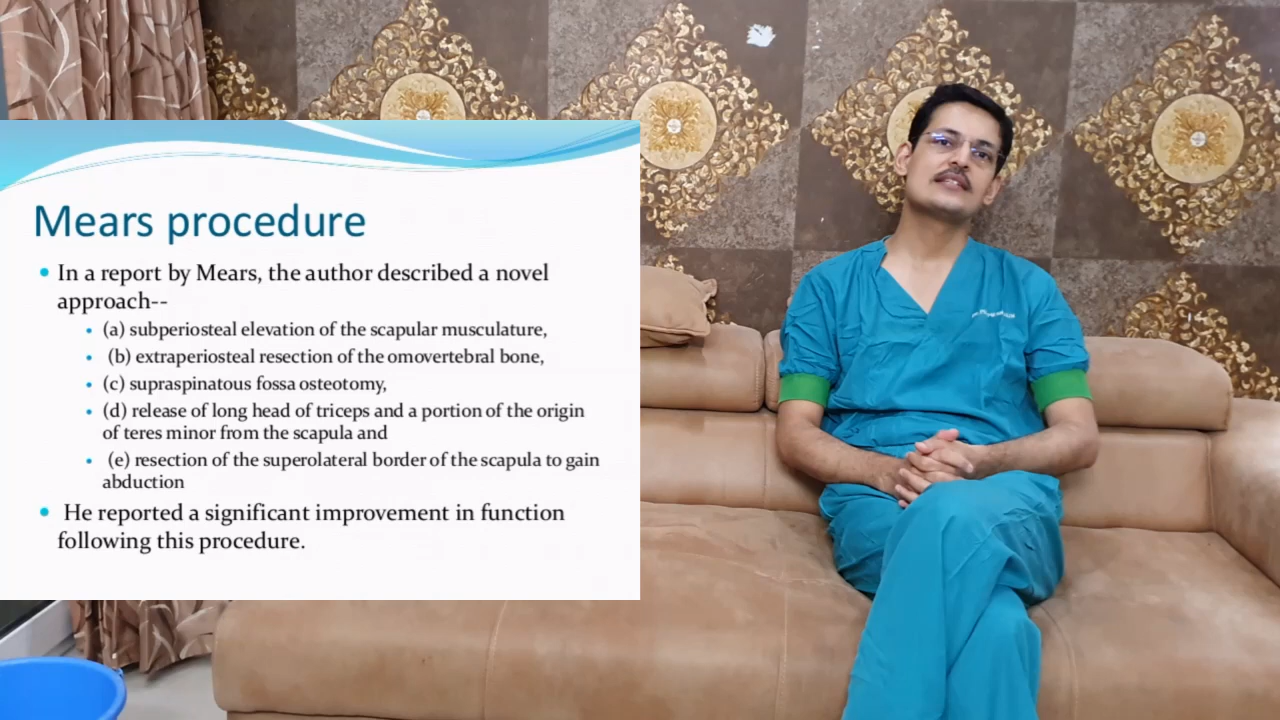 Mears procedure
• In a report by Mears, the author described a novel
approach--
• (a) subperiosteal elevation of the scapular musculature,
• (b) extraperiosteal resection of the omovertebral bone,
• (c) supraspinatous fossa osteotomy,
• (d) release of long head of triceps and a portion of the origin
of teres minor from the scapula and
• (e) resection of the superolateral border of the scapula to gain
abduction
• He reported a significant improvement in function
following this procedure.